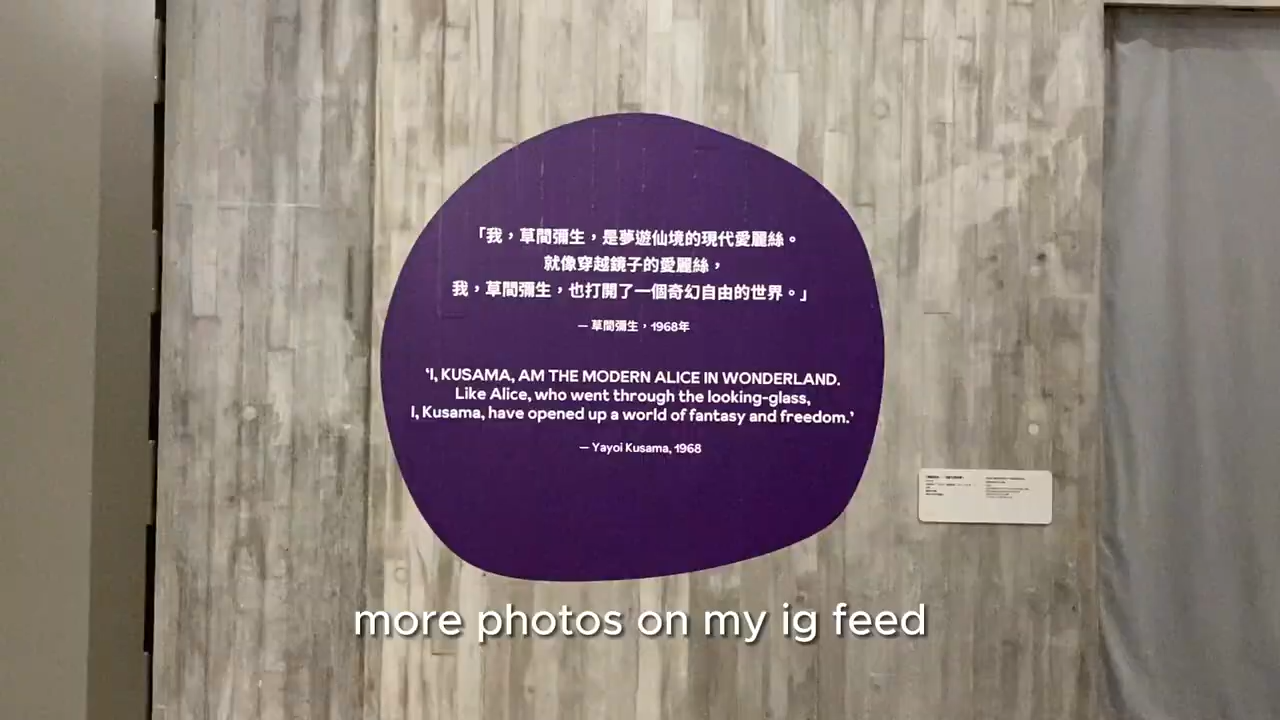 「我，草間彌生，是夢遊仙境的現代愛麗絲。
就像穿越鏡子的愛麗絲，
我，草間彌生，也打開了一個奇幻自由的世界。」
— 草間彌生，1968年
‘I, KUSAMA, AM THE MODERN ALICE IN WONDERLAND.
Like Alice, who went through the looking-glass,
I, Kusama, have opened up a world of fantasy and freedom.’
— Yayoi Kusama, 1968
more photos on my ig feed